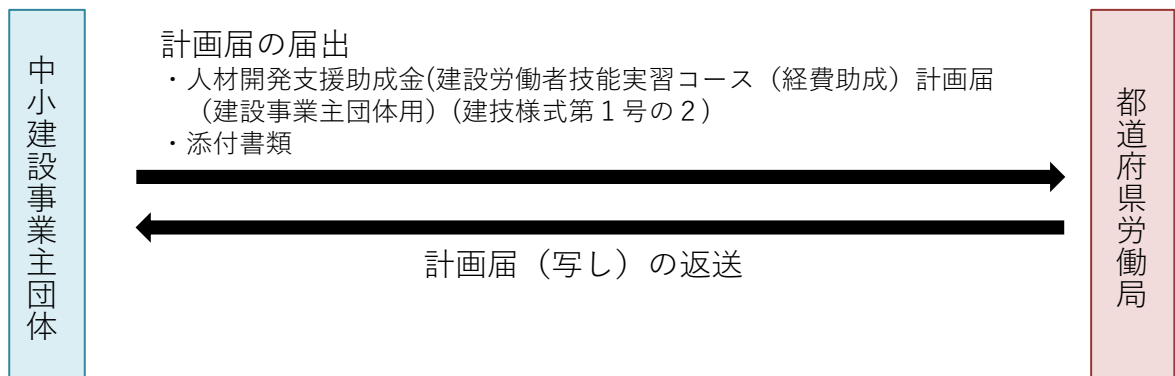 中小建設事業主団体
計画届の届出
・人材開発支援助成金(建設労働者技能実習コース（経費助成）計画届
（建設事業主団体用）(建技様式第１号の２)
・添付書類
計画届（写し）の返送
都道府県労働局